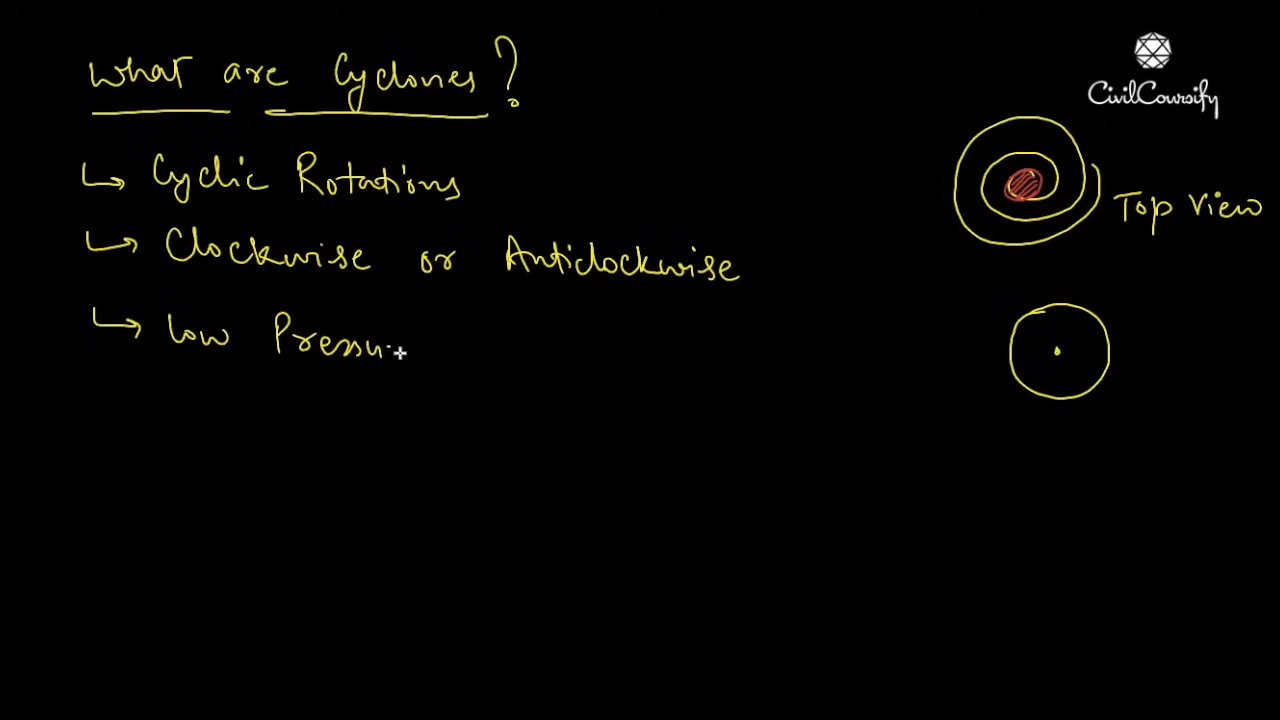 What are Cyclones?
CivilCoursify
↳ Cyclic Rotations
Top View
↳ Clockwise or Anticlockwise
↳ Low Pressu